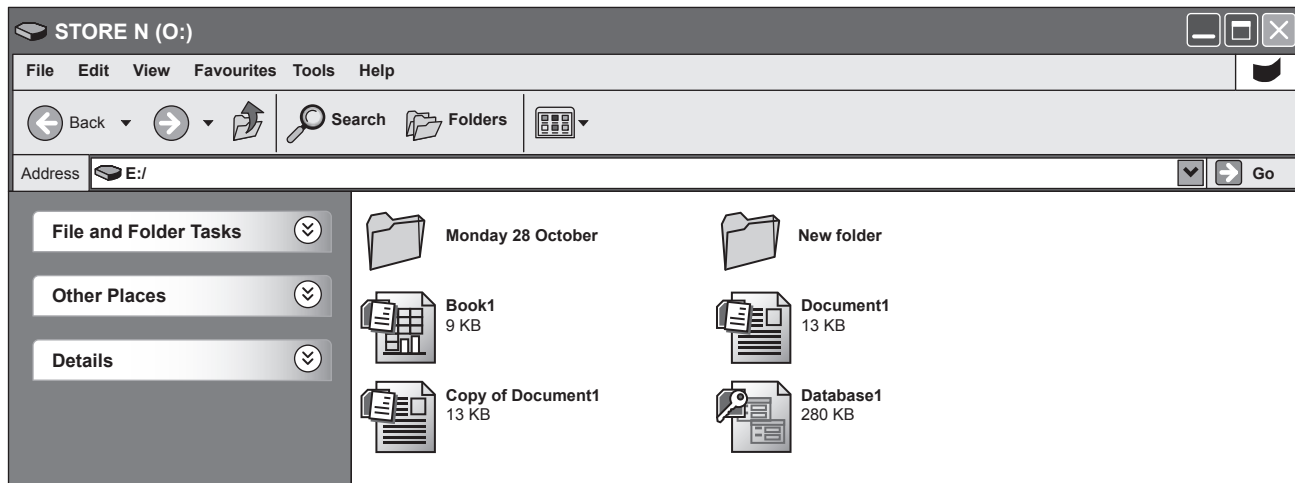 STORE N (O:)
File Edit View Favourites Tools Help
Back Search Folders
Address E:/ Go
File and Folder Tasks
Other Places
Details
Monday 28 October New folder
Book1
9 KB
Document1
13 KB
Copy of Document1
13 KB
Database1
280 KB